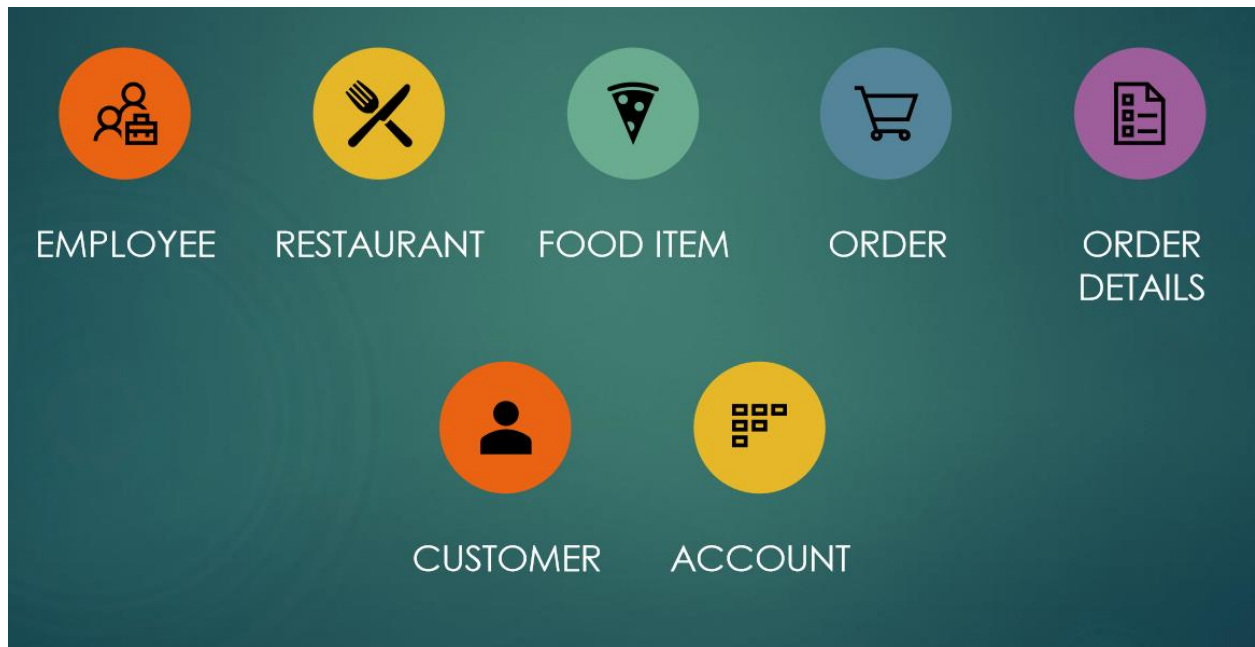 EMPLOYEE
RESTAURANT
FOOD ITEM
ORDER
ORDER
DETAILS
CUSTOMER
ACCOUNT